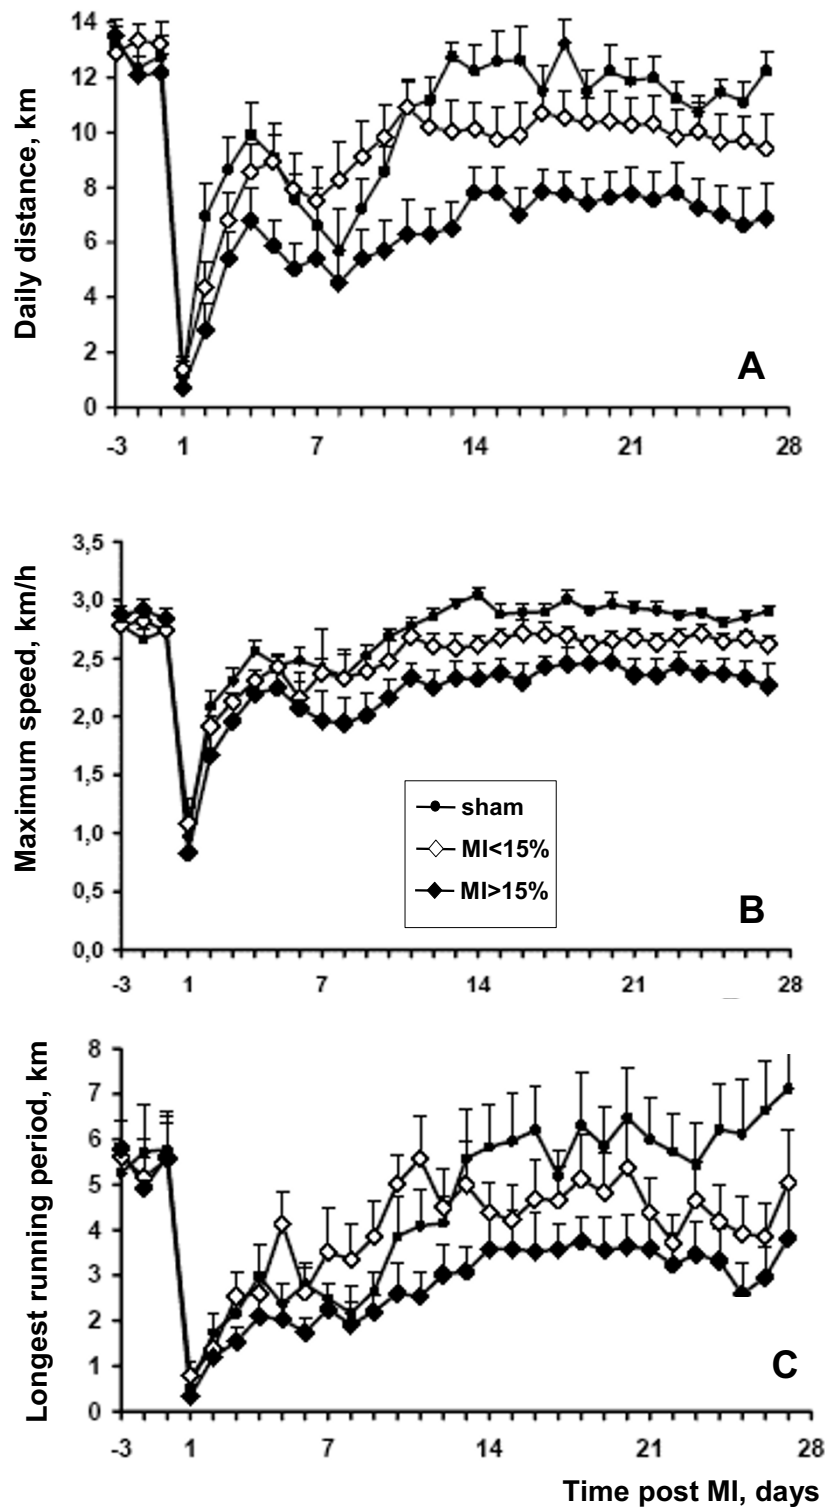 Daily distance, km
14
12
10
8
6
4
2
0
A
-3 1 7 14 21 28
Maximum speed, km/h
3,5
3,0
2,5
2,0
1,5
1,0
0,5
0,0
sham
MI<15%
MI>15%
B
-3 1 7 14 21 28
Longest running period, km
8
7
6
5
4
3
2
1
0
C
-3 1 7 14 21 28
Time post MI, days